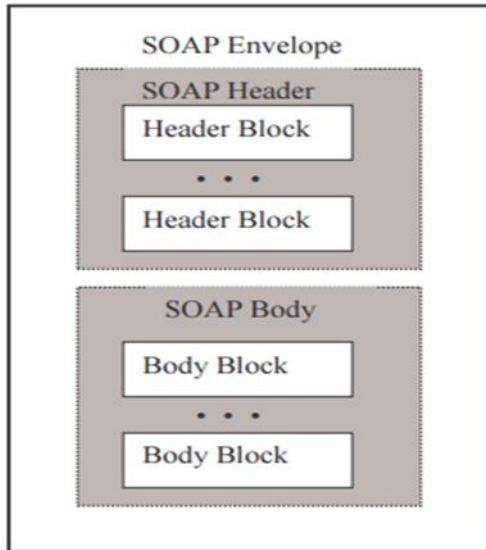 SOAP Envelope
SOAP Header
Header Block
• • •
Header Block
SOAP Body
Body Block
• • •
Body Block